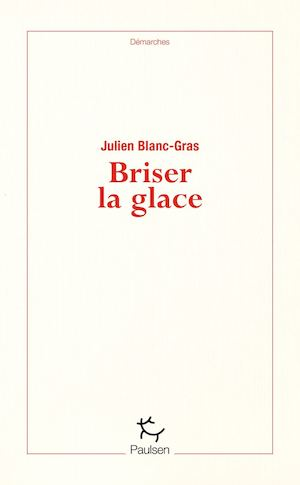 Démarches
Julien Blanc-Gras
Briser
la glace
Paulsen